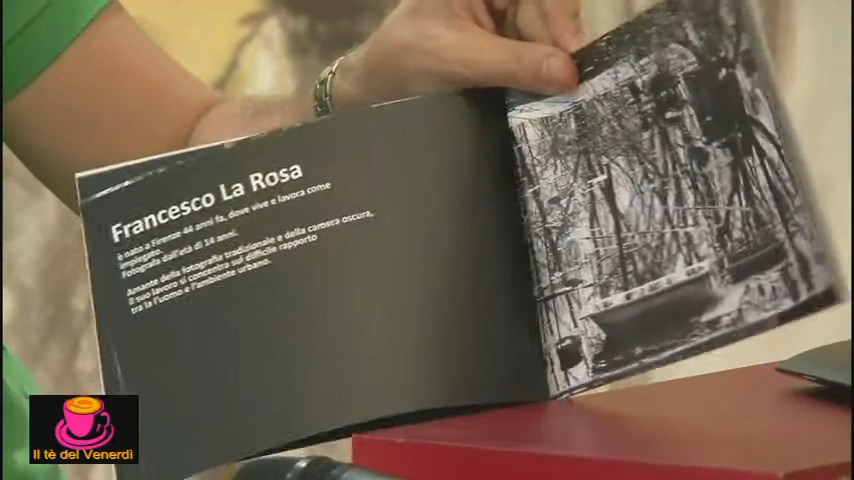 Francesco La Rosa
è nato a Firenze 44 anni fa, dove vive e lavora come
impiegato.
Fotografa dall'età di 14 anni.
Amante della fotografia tradizionale e della camera oscura,
il suo lavoro si concentra sul difficile rapporto
tra la l'uomo e l'ambiente urbano.
Il tè del Venerdì